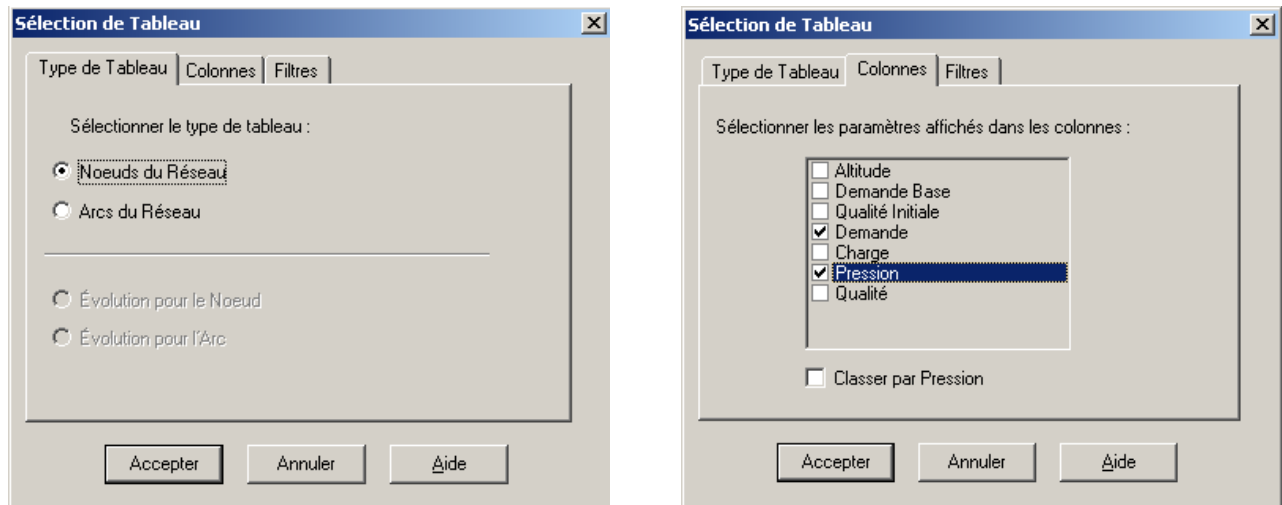 Sélection de Tableau
Type de Tableau Colonnes Filtres
Sélectionner le type de tableau :
Noeuds du Réseau
Arcs du Réseau
Évolution pour le Noeud
Évolution pour l'Arc
Accepter Annuler Aide
Sélection de Tableau
Type de Tableau Colonnes Filtres
Sélectionner les paramètres affichés dans les colonnes :
Altitude
Demande Base
Qualité Initiale
Demande
Charge
Pression
Qualité
Classer par Pression
Accepter Annuler Aide